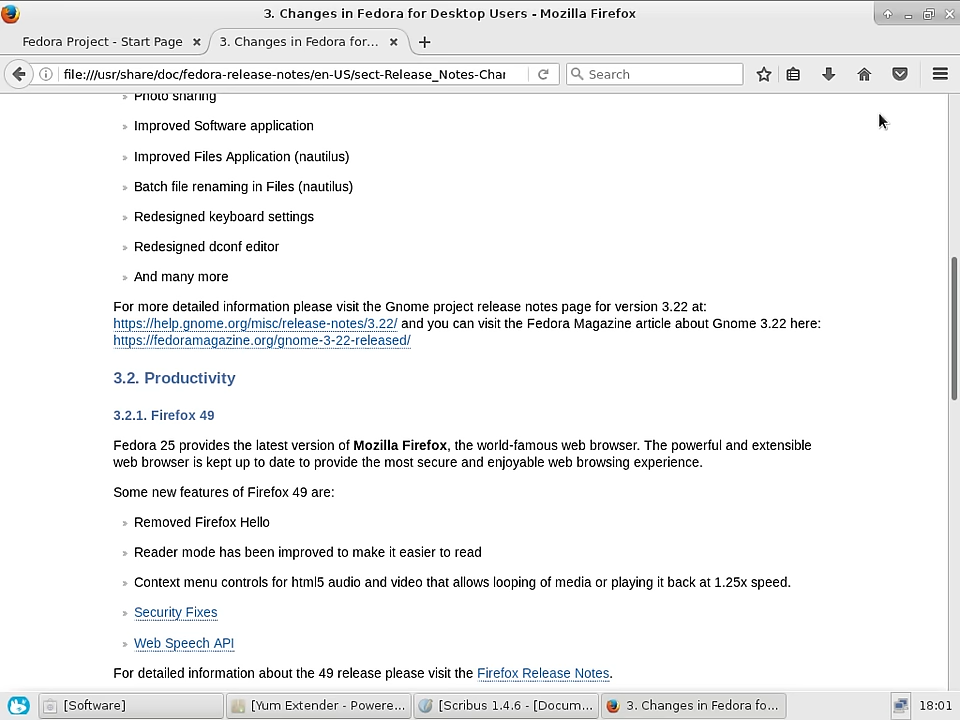 3. Changes in Fedora for Desktop Users - Mozilla Firefox
Fedora Project - Start Page
3. Changes in Fedora for...
file:///usr/share/doc/fedora-release-notes/en-US/sect-Release_Notes-Char
Search
Photo sharing
Improved Software application
Improved Files Application (nautilus)
Batch file renaming in Files (nautilus)
Redesigned keyboard settings
Redesigned dconf editor
And many more
For more detailed information please visit the Gnome project release notes page for version 3.22 at:
https://help.gnome.org/misc/release-notes/3.22/ and you can visit the Fedora Magazine article about Gnome 3.22 here:
https://fedoramagazine.org/gnome-3-22-released/
3.2. Productivity
3.2.1. Firefox 49
Fedora 25 provides the latest version of Mozilla Firefox, the world-famous web browser. The powerful and extensible
web browser is kept up to date to provide the most secure and enjoyable web browsing experience.
Some new features of Firefox 49 are:
Removed Firefox Hello
Reader mode has been improved to make it easier to read
Context menu controls for html5 audio and video that allows looping of media or playing it back at 1.25x speed.
Security Fixes
Web Speech API
For detailed information about the 49 release please visit the Firefox Release Notes.
[Software]
[Yum Extender - Powere...
[Scribus 1.4.6 - [Docum...
3. Changes in Fedora fo...
18:01